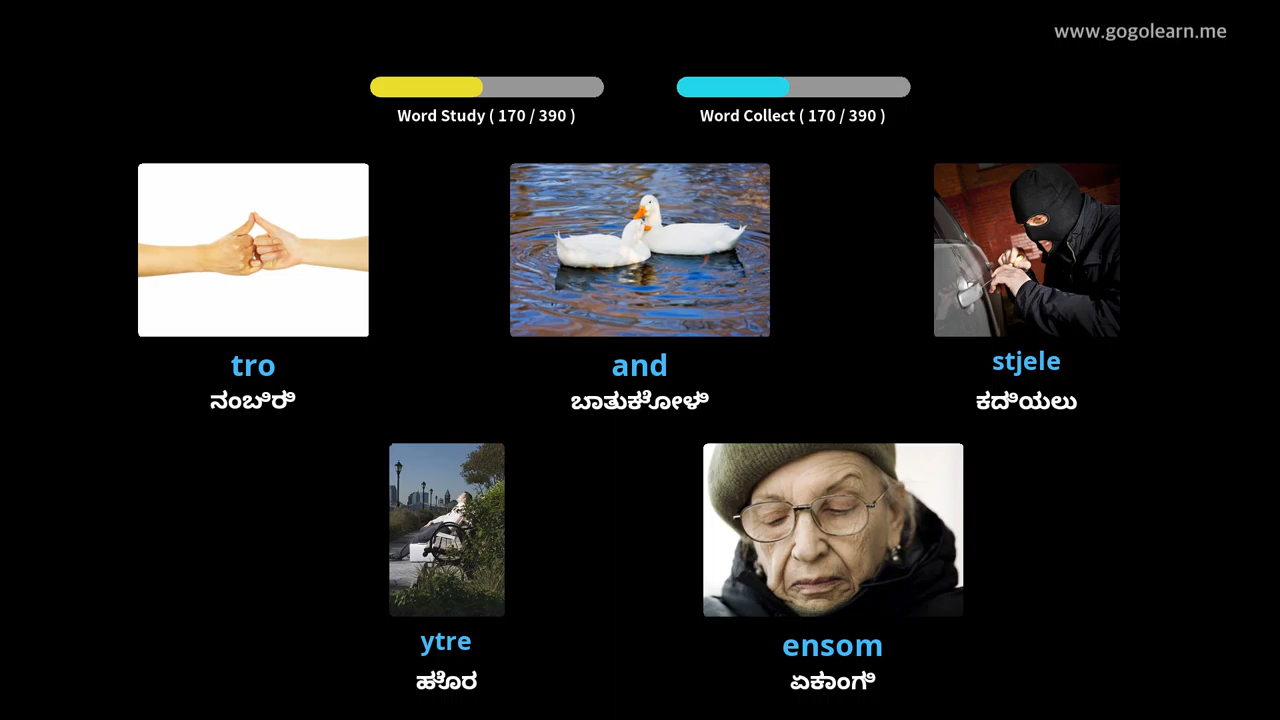 www.gogolearn.me
Word Study ( 170 / 390 )
Word Collect ( 170 / 390 )
tro
and
stjele
ನಂಬಿರಿ
ಬಾತುಕೋಳಿ
ಕದಿಯಲು
ytre
ensom
ಹೊರ
ಏಕಾಂಗಿ